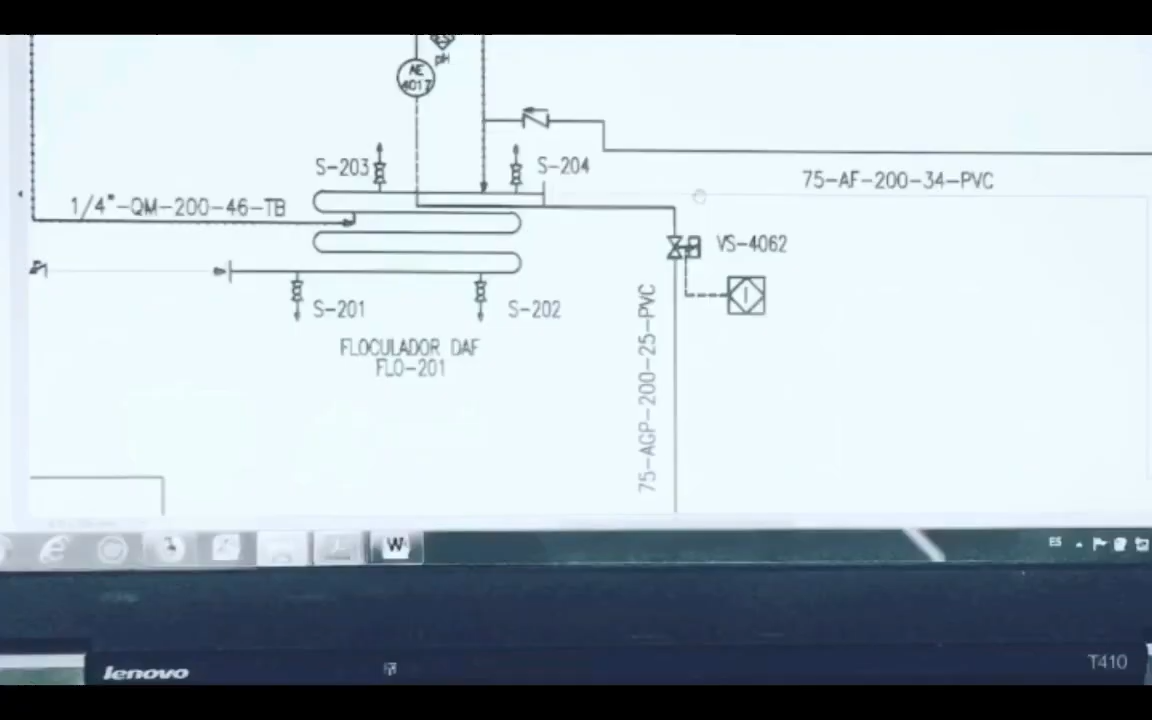 pH
AE
4017
S-203
S-204
75-AF-200-34-PVC
1/4"-QM-200-46-TB
VS-4062
I
S-201
S-202
75-AGP-200-25-PVC
FLOCULADOR DAF
FLO-201
W
ES
lenovo
T410